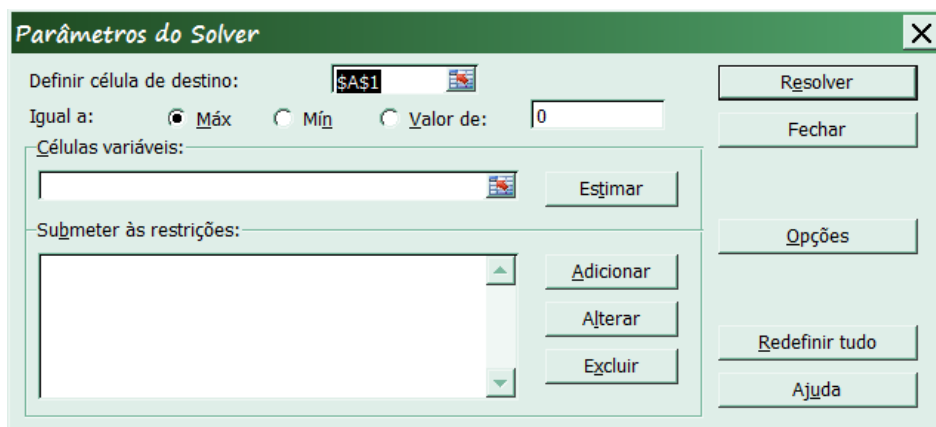 Parâmetros do Solver
Definir célula de destino: $A$1
Resolver
Igual a: Máx Mín Valor de: 0
Fechar
Células variáveis:
Estimar
Submeter às restrições:
Opções
Adicionar
Alterar
Redefinir tudo
Excluir
Ajuda